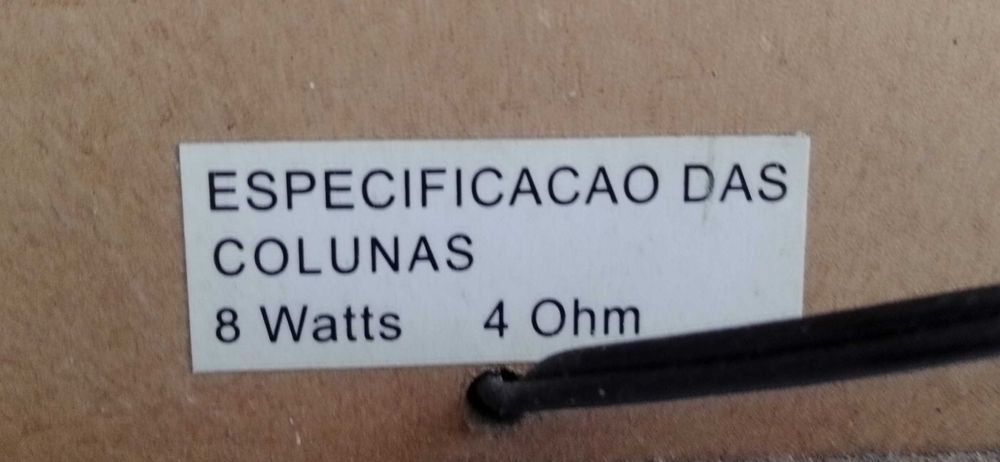 ESPECIFICACAO DAS
COLUNAS
8 Watts 4 Ohm